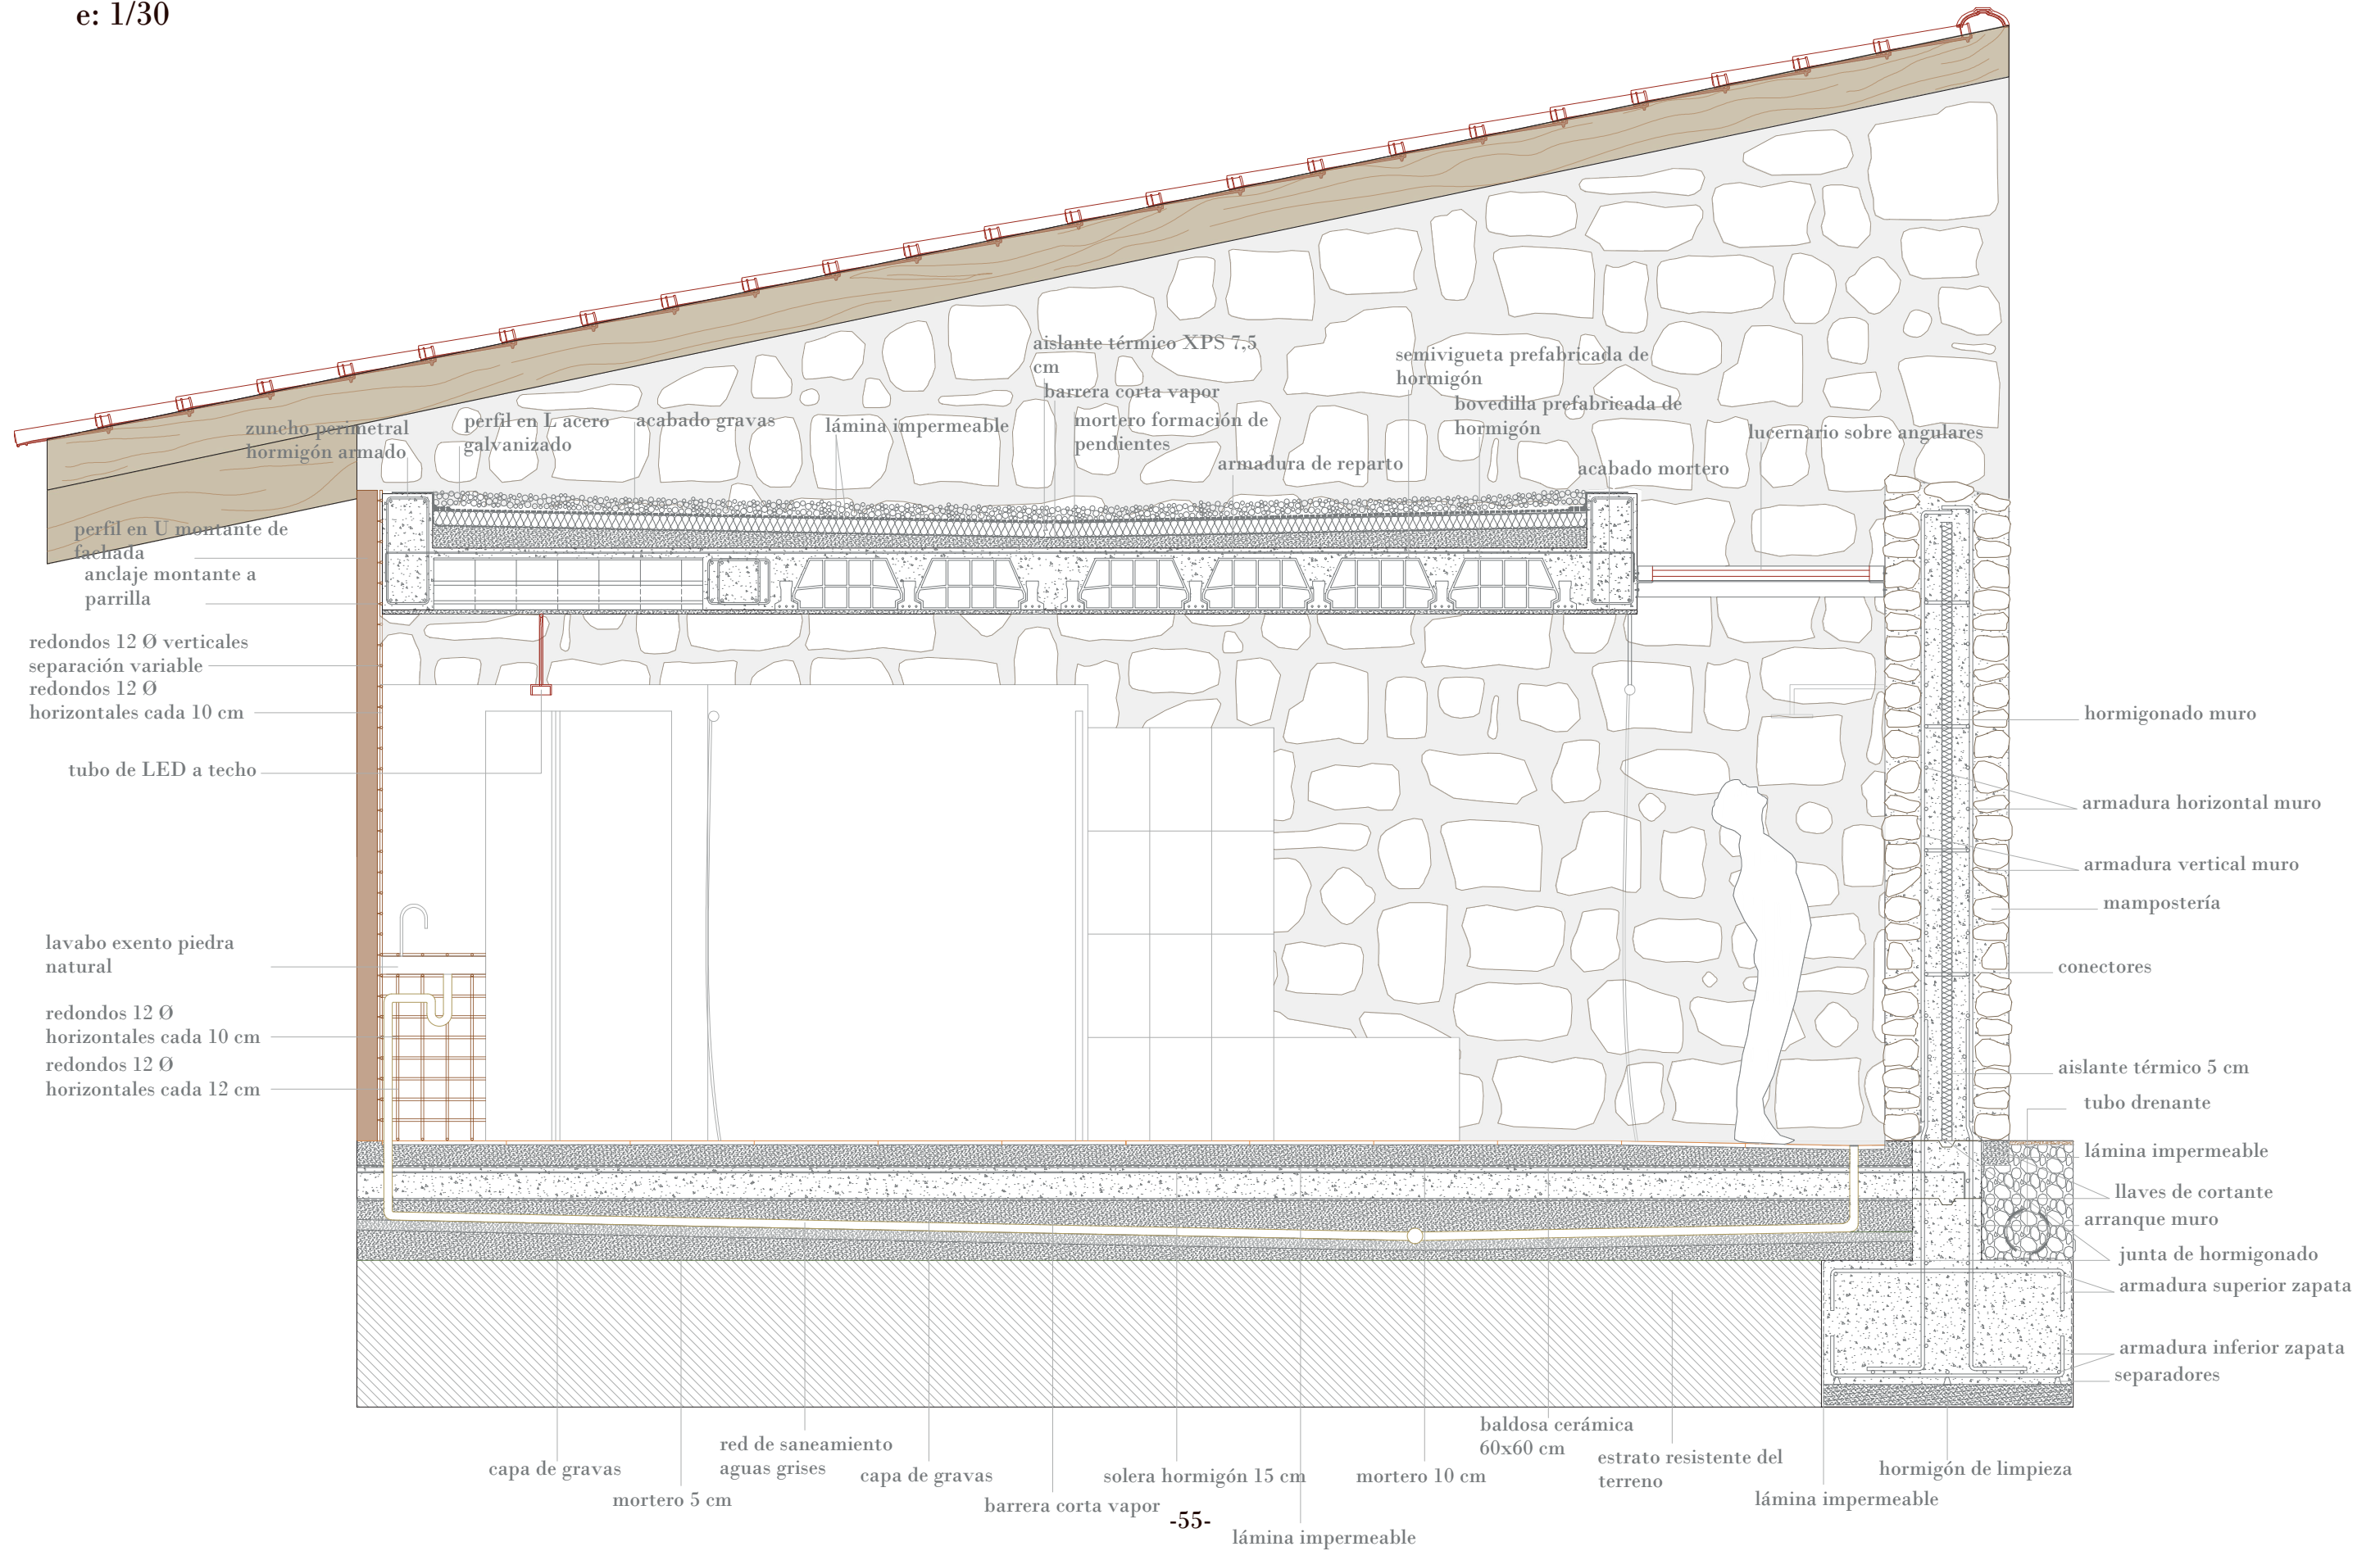 e: 1/30
aislante térmico XPS 7,5
cm
barrera corta vapor
mortero formación de
pendientes
armadura de reparto
semivigueta prefabricada de
hormigón
bovedilla prefabricada de
hormigón
acabado mortero
lucernario sobre angulares
zuncho perimetral
hormigón armado
perfil en L acero
galvanizado
acabado gravas
lámina impermeable
perfil en U montante de
fachada
anclaje montante a
parrilla
redondos 12 Ø verticales
separación variable
redondos 12 Ø
horizontales cada 10 cm
tubo de LED a techo
lavabo exento piedra
natural
redondos 12 Ø
horizontales cada 10 cm
redondos 12 Ø
horizontales cada 12 cm
hormigonado muro
armadura horizontal muro
armadura vertical muro
mampostería
conectores
aislante térmico 5 cm
tubo drenante
lámina impermeable
llaves de cortante
arranque muro
junta de hormigonado
armadura superior zapata
armadura inferior zapata
separadores
capa de gravas
mortero 5 cm
red de saneamiento
aguas grises
capa de gravas
barrera corta vapor
solera hormigón 15 cm
lámina impermeable
mortero 10 cm
baldosa cerámica
60x60 cm
estrato resistente del
terreno
lámina impermeable
hormigón de limpieza
-55-